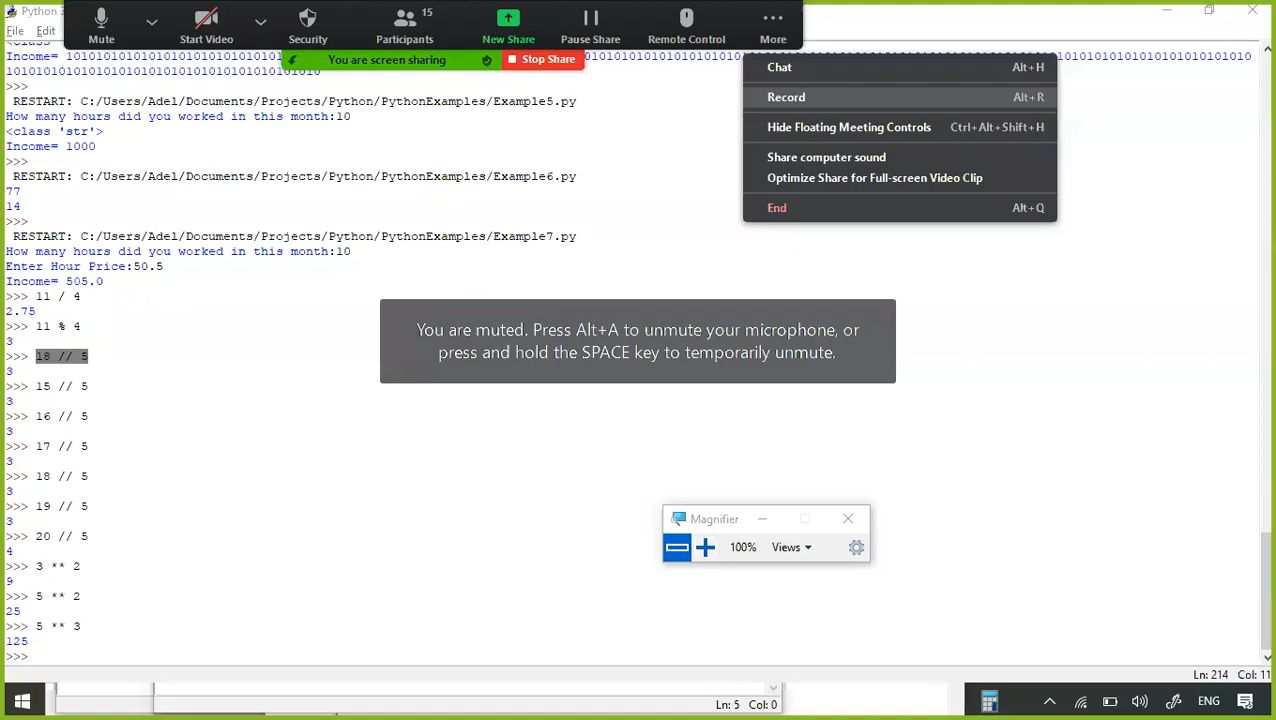 Python 3
File Edit
Mute
Start Video
Security
15
Participants
New Share
Pause Share
Remote Control
More
You are screen sharing
Stop Share
Chat Alt+H
Record Alt+R
Hide Floating Meeting Controls Ctrl+Alt+Shift+H
Share computer sound
Optimize Share for Full-screen Video Clip
End Alt+Q
<class
>>>
RESTART: C:/Users/Adel/Documents/Projects/Python/PythonExamples/Example5.py
How many hours did you worked in this month:10
<class 'str'>
Income= 1000
>>>
RESTART: C:/Users/Adel/Documents/Projects/Python/PythonExamples/Example6.py
77
14
>>>
RESTART: C:/Users/Adel/Documents/Projects/Python/PythonExamples/Example7.py
How many hours did you worked in this month:10
Enter Hour Price:50.5
Income= 505.0
>>> 11 / 4
2.75
>>> 11 % 4
3
>>> 18 // 5
3
>>> 15 // 5
3
>>> 16 // 5
3
>>> 17 // 5
3
>>> 18 // 5
3
>>> 19 // 5
3
>>> 20 // 5
4
>>> 3 ** 2
9
>>> 5 ** 2
25
>>> 5 ** 3
125
>>>
You are muted. Press Alt+A to unmute your microphone, or
press and hold the SPACE key to temporarily unmute.
Magnifier
100% Views
Ln: 214 Col: 11
Ln: 5 Col: 0
ENG